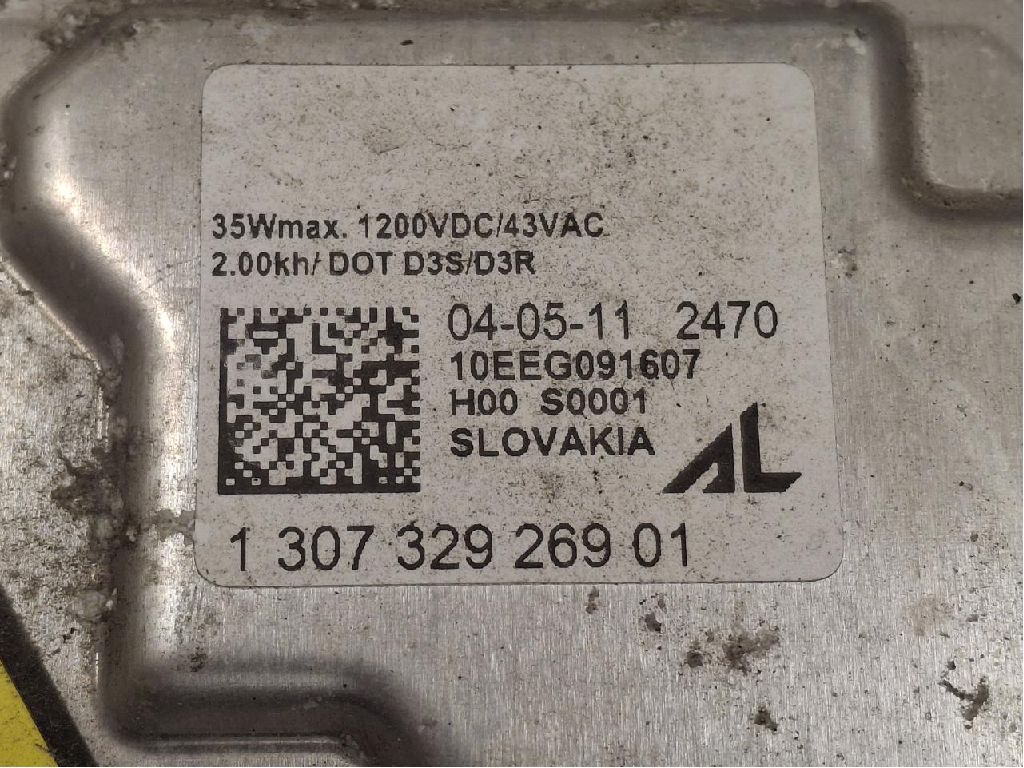 35Wmax. 1200VDC/43VAC
2.00kh/ DOT D3S/D3R
04-05-11 2470
10EEG091607
H00 S0001
SLOVAKIA
AL
1 307 329 269 01